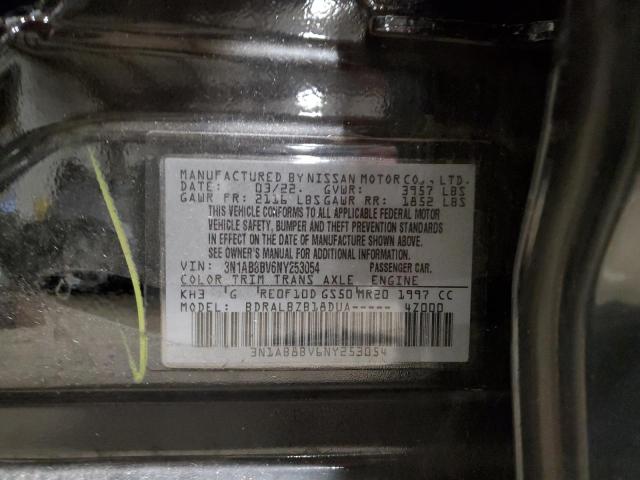 MANUFACTURED BY NISSAN MOTOR CO., LTD.
DATE: 03/22. GVWR: 3957 LBS
GAWR FR: 2116 LBS GAWR RR: 1852 LBS
THIS VEHICLE CONFORMS TO ALL APPLICABLE FEDERAL MOTOR
VEHICLE SAFETY, BUMPER AND THEFT PREVENTION STANDARDS
IN EFFECT ON THE DATE OF MANUFACTURE SHOWN ABOVE.
SEE OWNER'S MANUAL FOR ADDITIONAL INFORMATION.
VIN: 3N1AB8BV6NY253054 PASSENGER CAR.
COLOR TRIM TRANS AXLE ENGINE
KH3 G RE0F10D GS50 MR20 1997 CC
MODEL: BDRALBZB18DUA----- 4Z000
3N1AB8BV6NY253054